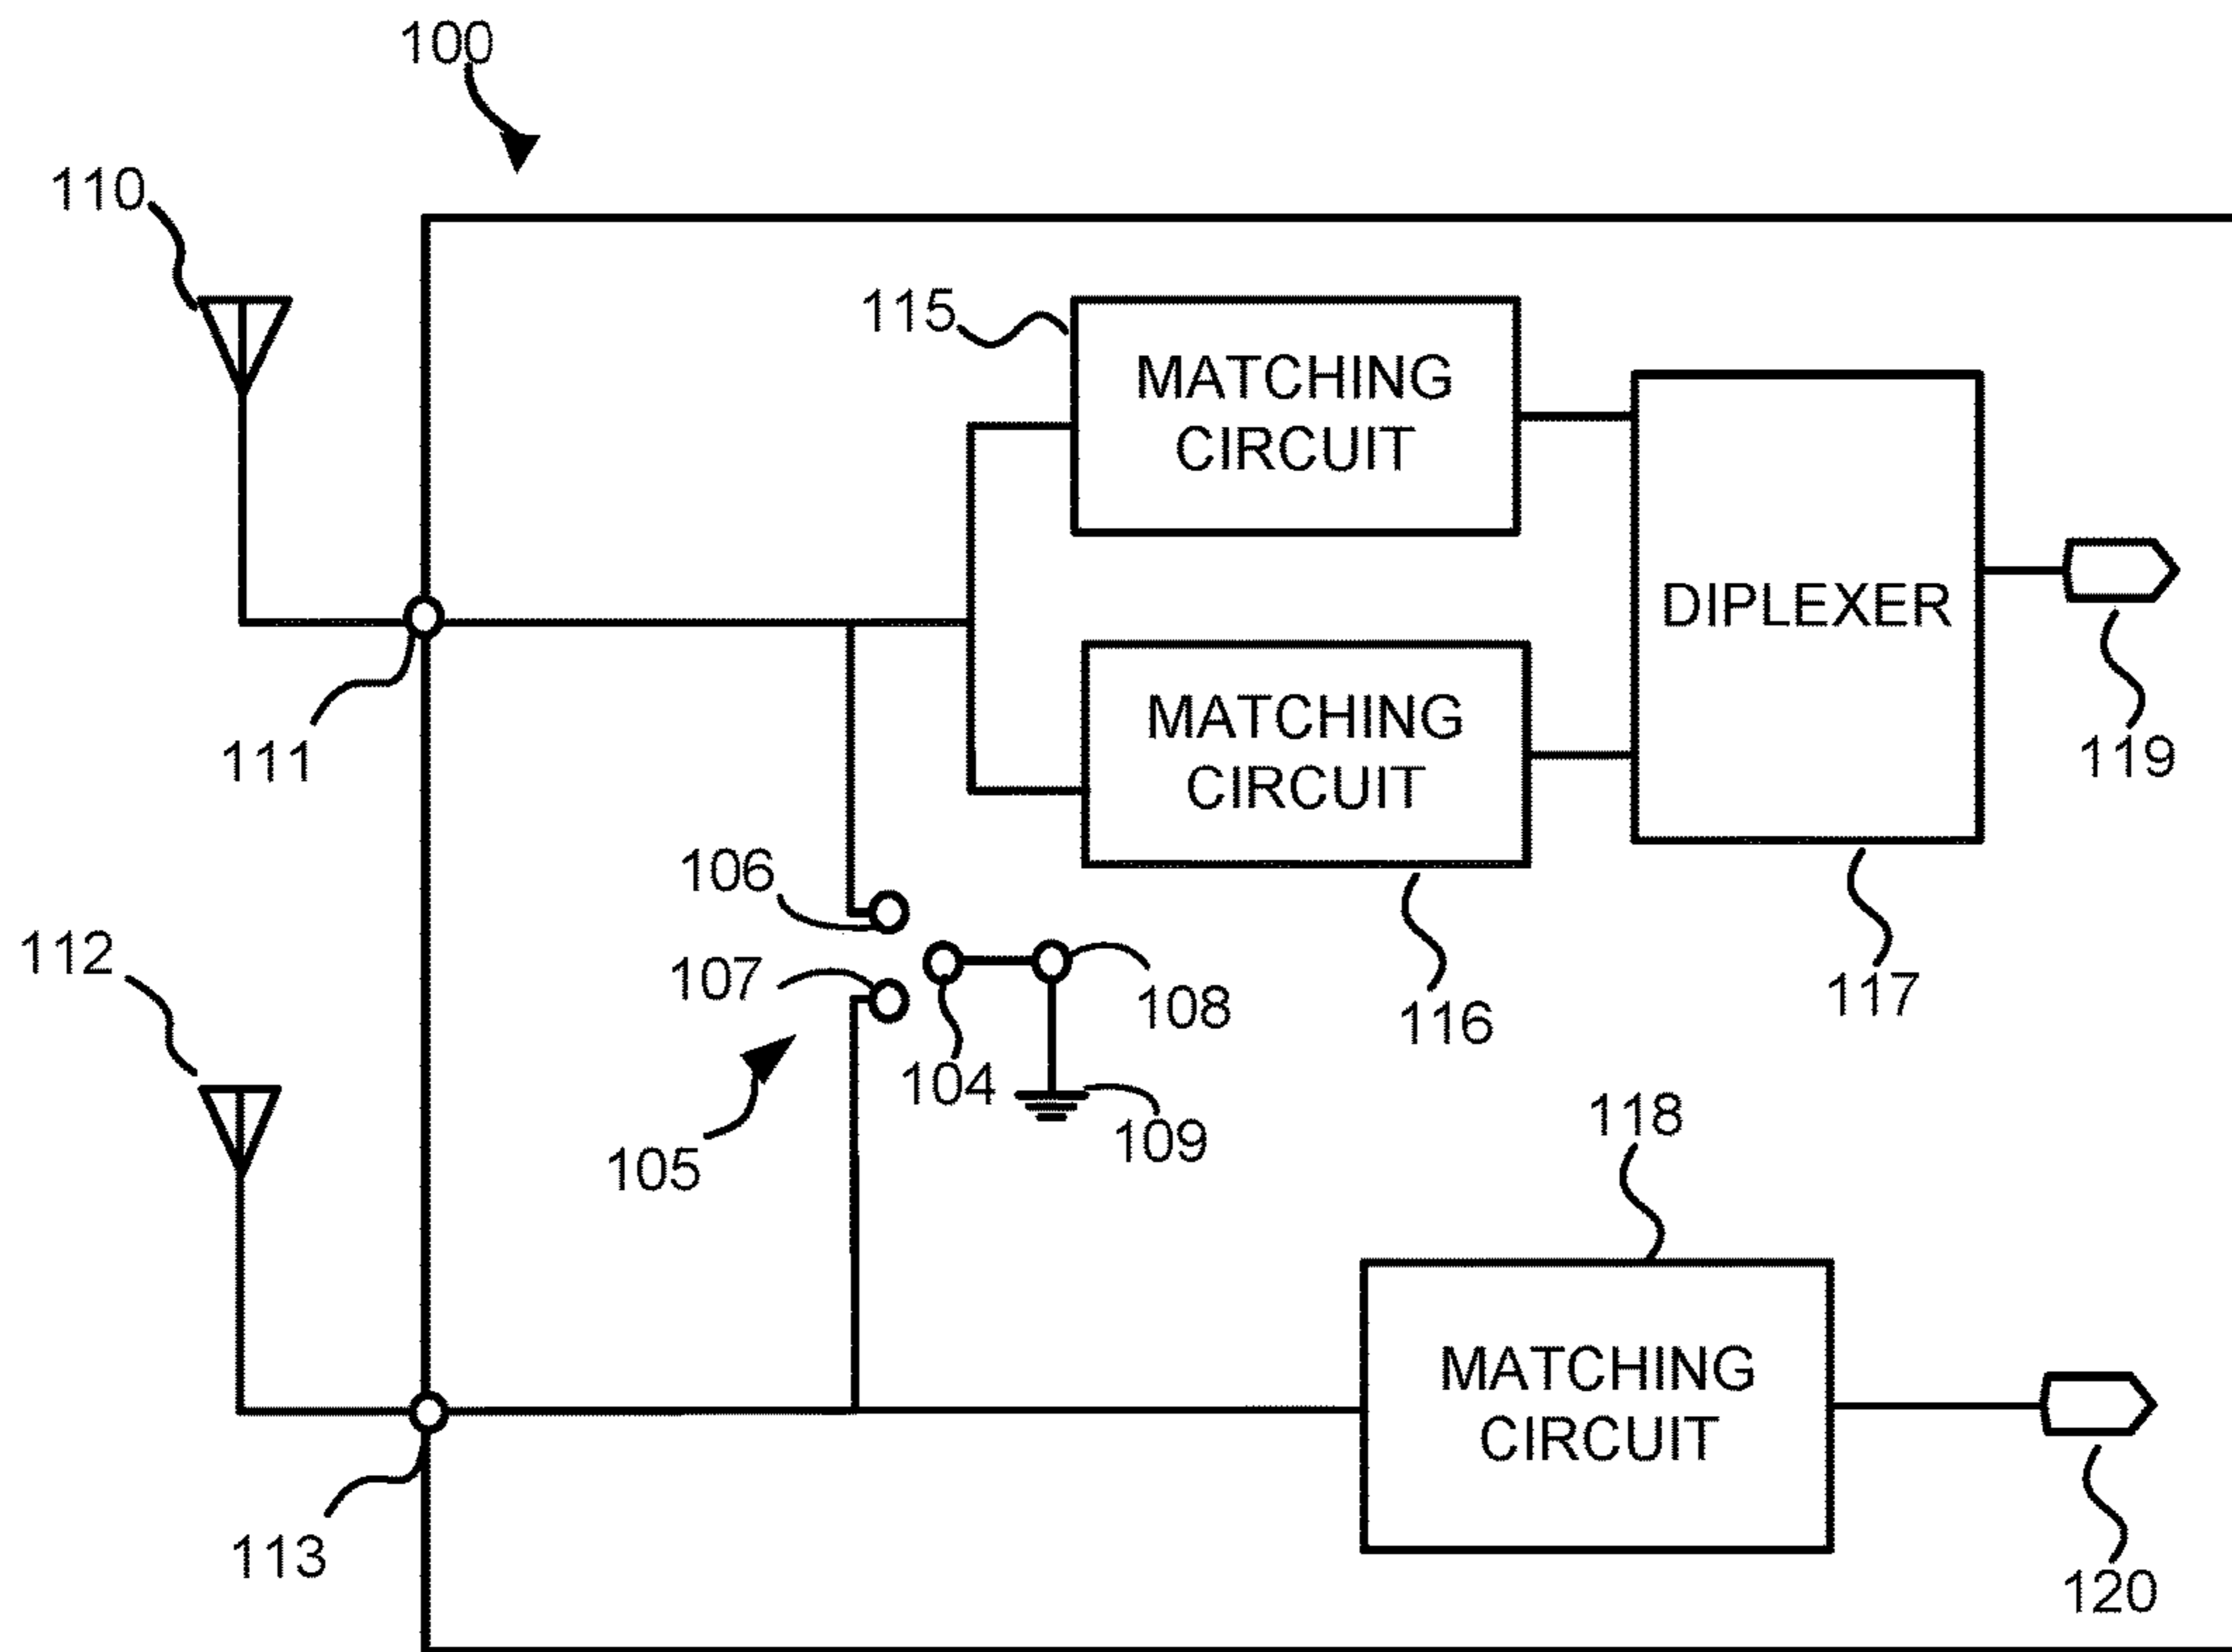 100
110
115
MATCHING
CIRCUIT
DIPLEXER
MATCHING
CIRCUIT
111
119
106
112
107
108
117
116
104
109
105
118
MATCHING
CIRCUIT
113
120